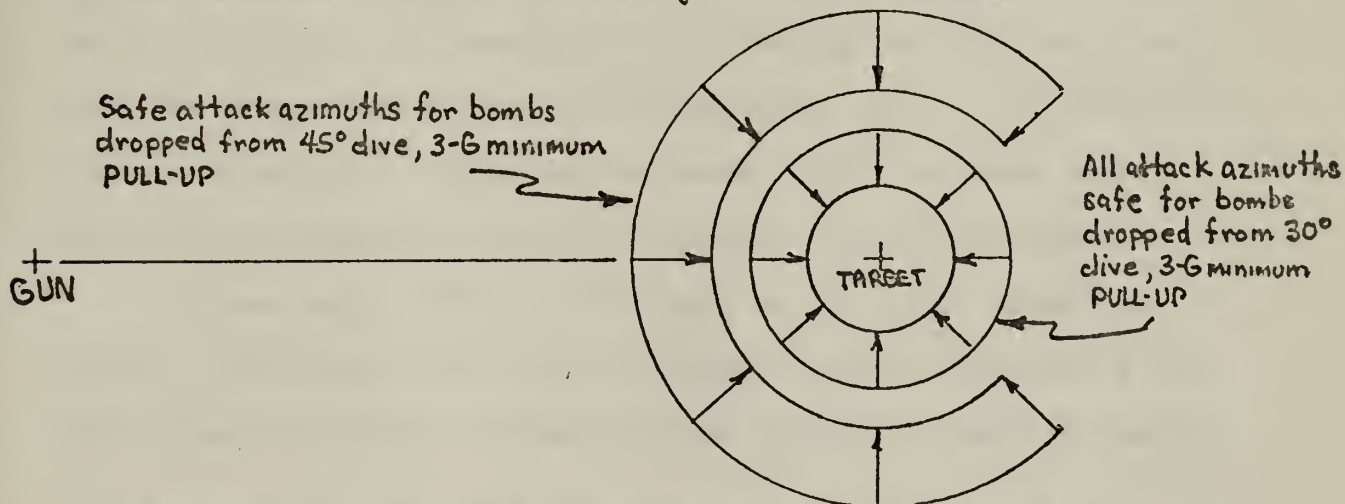 Safe attack azimuths for bombs
dropped from 45° dive, 3-G minimum
PULL-UP
All attack azimuths
safe for bombs
dropped from 30°
dive, 3-G minimum
PULL-UP
GUN
TARGET